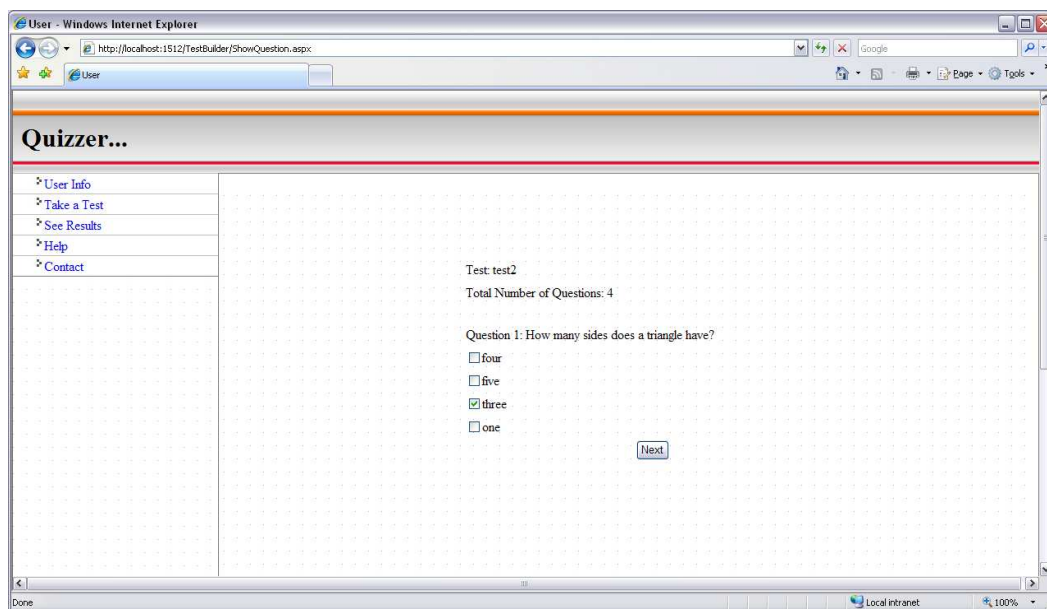 User - Windows Internet Explorer
http://localhost:1512/TestBuilder/ShowQuestion.aspx
Google
User
Page
Tools
Quizzer...
User Info
Take a Test
See Results
Help
Contact
Test: test2
Total Number of Questions: 4
Question 1: How many sides does a triangle have?
four
five
three
one
Next
Done
Local intranet
100%